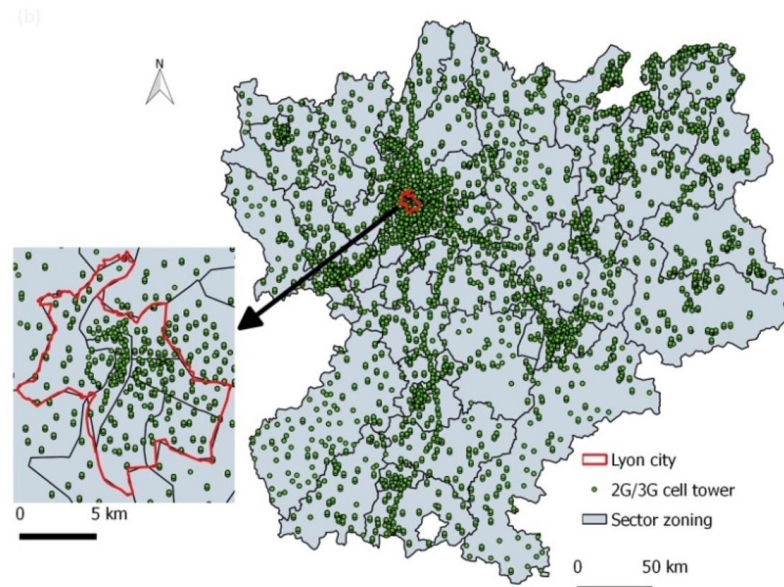 (b)
N
Lyon city
2G/3G cell tower
Sector zoning
0 5 km
0 50 km